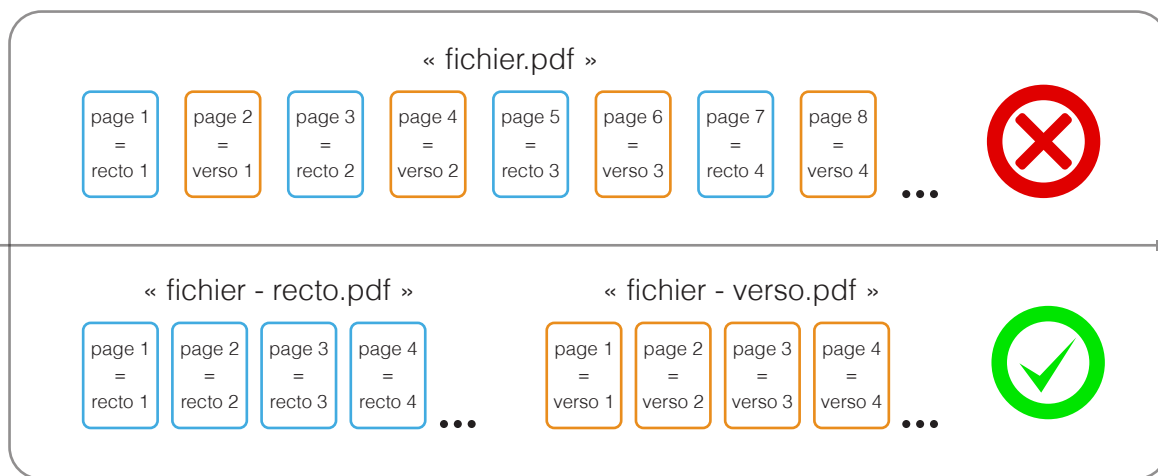 « fichier.pdf »
page 1 page 2 page 3 page 4 page 5 page 6 page 7 page 8
= = = = = = = =
recto 1 verso 1 recto 2 verso 2 recto 3 verso 3 recto 4 verso 4
...
« fichier - recto.pdf » « fichier - verso.pdf »
page 1 page 2 page 3 page 4 page 1 page 2 page 3 page 4
= = = = = = = =
recto 1 recto 2 recto 3 recto 4 verso 1 verso 2 verso 3 verso 4
... ...